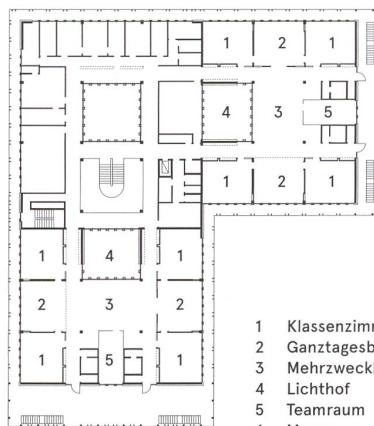 1 2 1
4 3 5
1 2 1
1 4 1
2 3 2
1 5 1
1 Klassenzimm
2 Ganztagesb
3 Mehrzweck
4 Lichthof
5 Teamraum